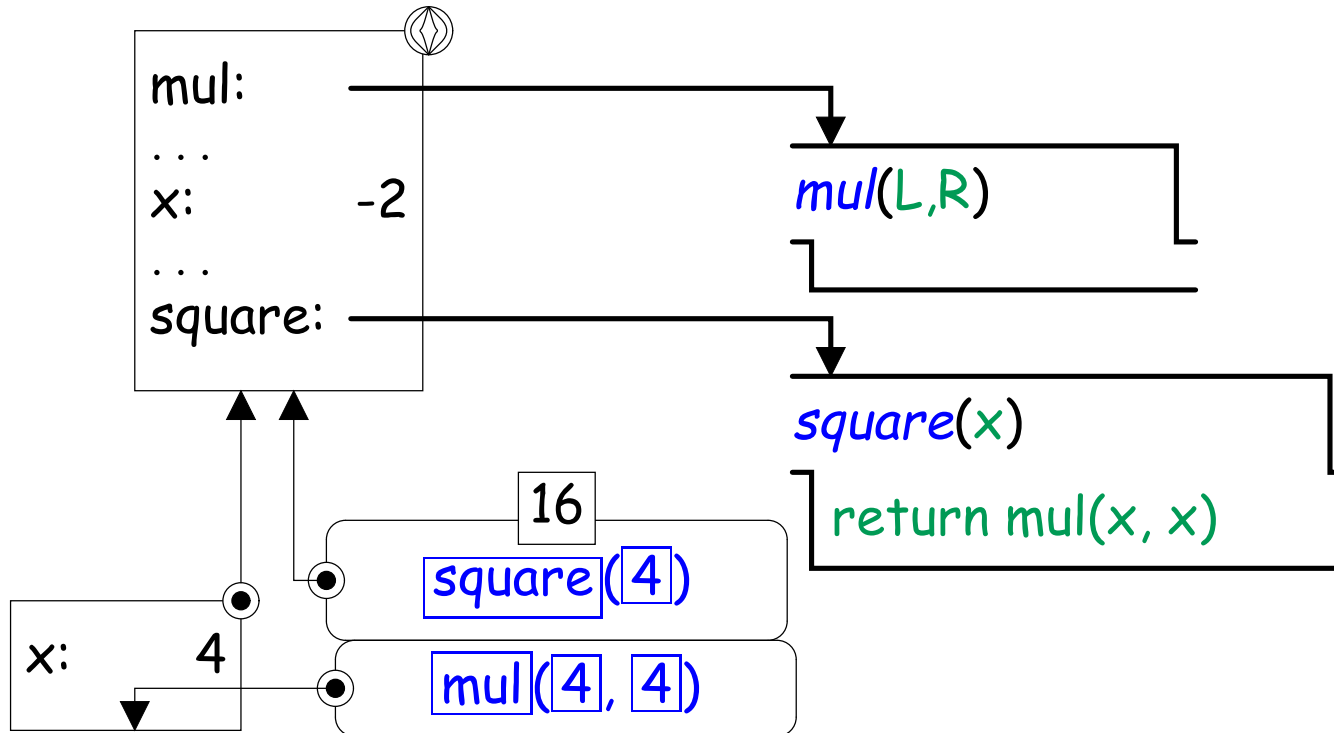 mul:
. . .
x: -2
. . .
square:
mul(L,R)
square(x)
return mul(x, x)
16
square(4)
x: 4
mul(4, 4)